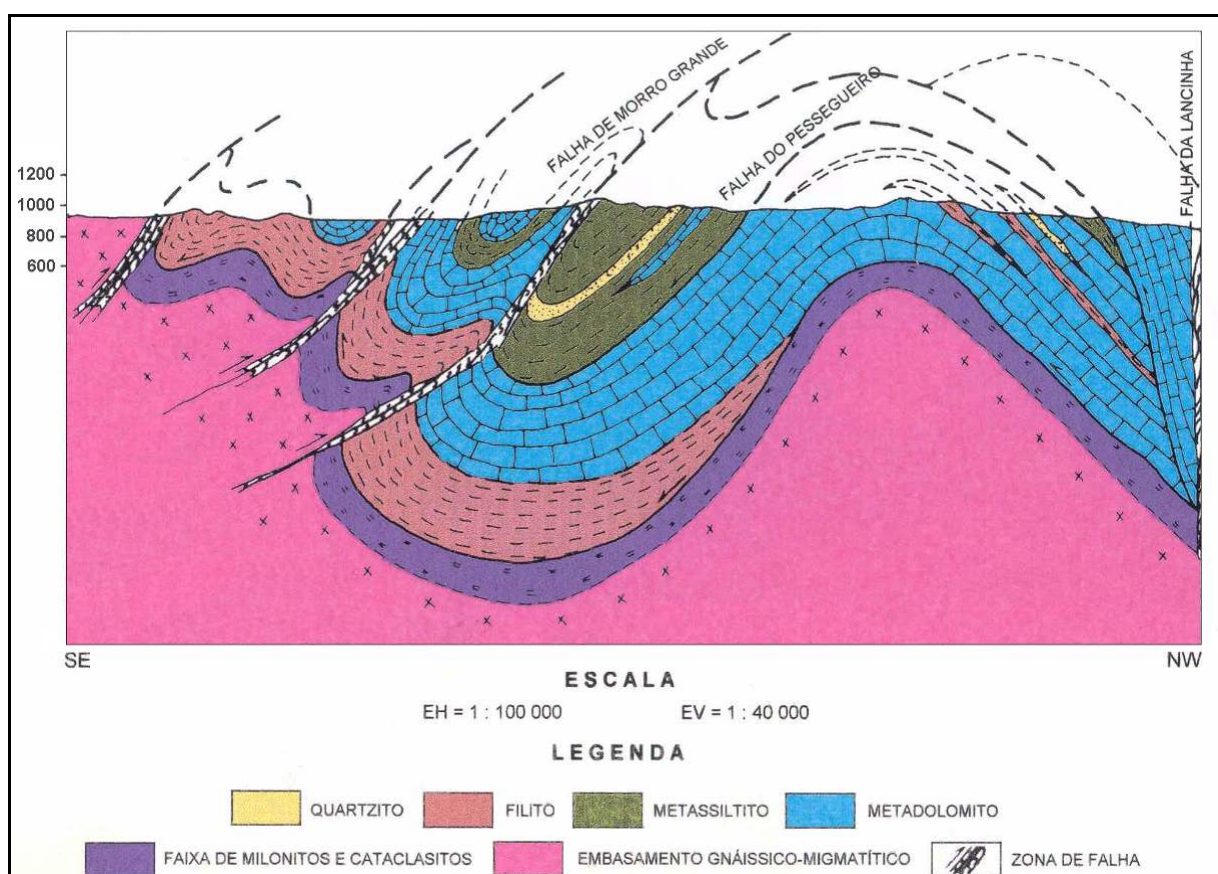 FALHA DE MORRO GRANDE
FALHA DO PESSEGUEIRO
FALHA DA LANCINHA
1200
1000
800
600
SE
NW
ESCALA
EH = 1 : 100 000 EV = 1 : 40 000
LEGENDA
QUARTZITO FILITO METASSILTITO METADOLOMITO
FAIXA DE MILONITOS E CATACLASITOS EMBASAMENTO GNÁISSICO-MIGMATÍTICO ZONA DE FALHA